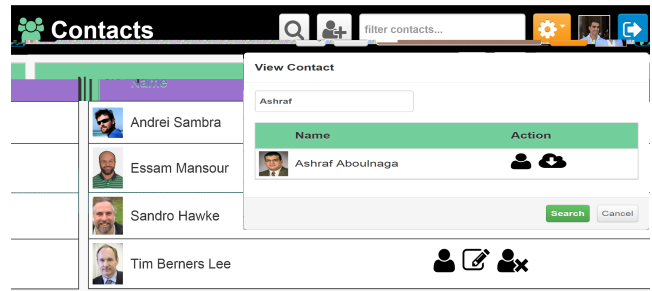 Contacts
filter contacts...
View Contact
Ashraf
Name Action
Ashraf Aboulnaga
Search Cancel
Name
Andrei Sambra
Essam Mansour
Sandro Hawke
Tim Berners Lee